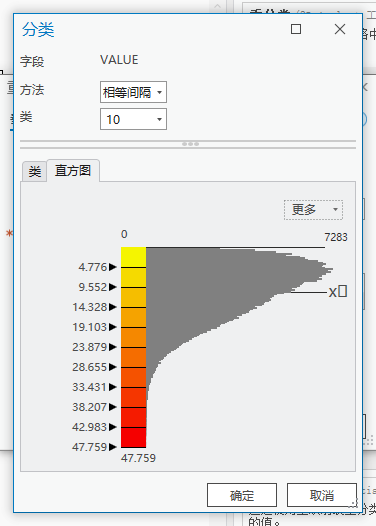 分类
字段 VALUE
方法 相等间隔
类 10
类 直方图
更多
0 7283
4.776
9.552
x
14.328
19.103
23.879
28.655
33.431
38.207
42.983
47.759
47.759
确定 取消
的值。